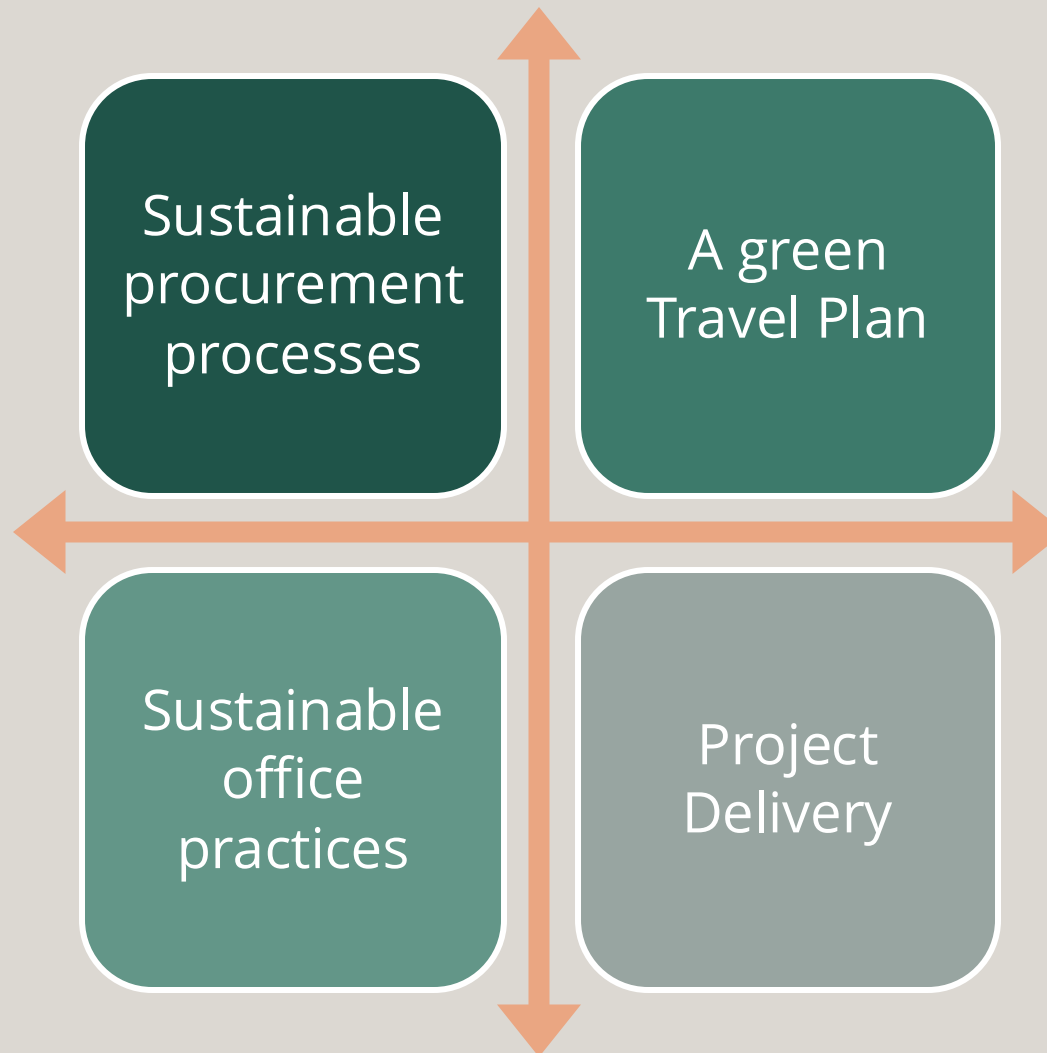 Sustainable
procurement
processes
A green
Travel Plan
Sustainable
office
practices
Project
Delivery